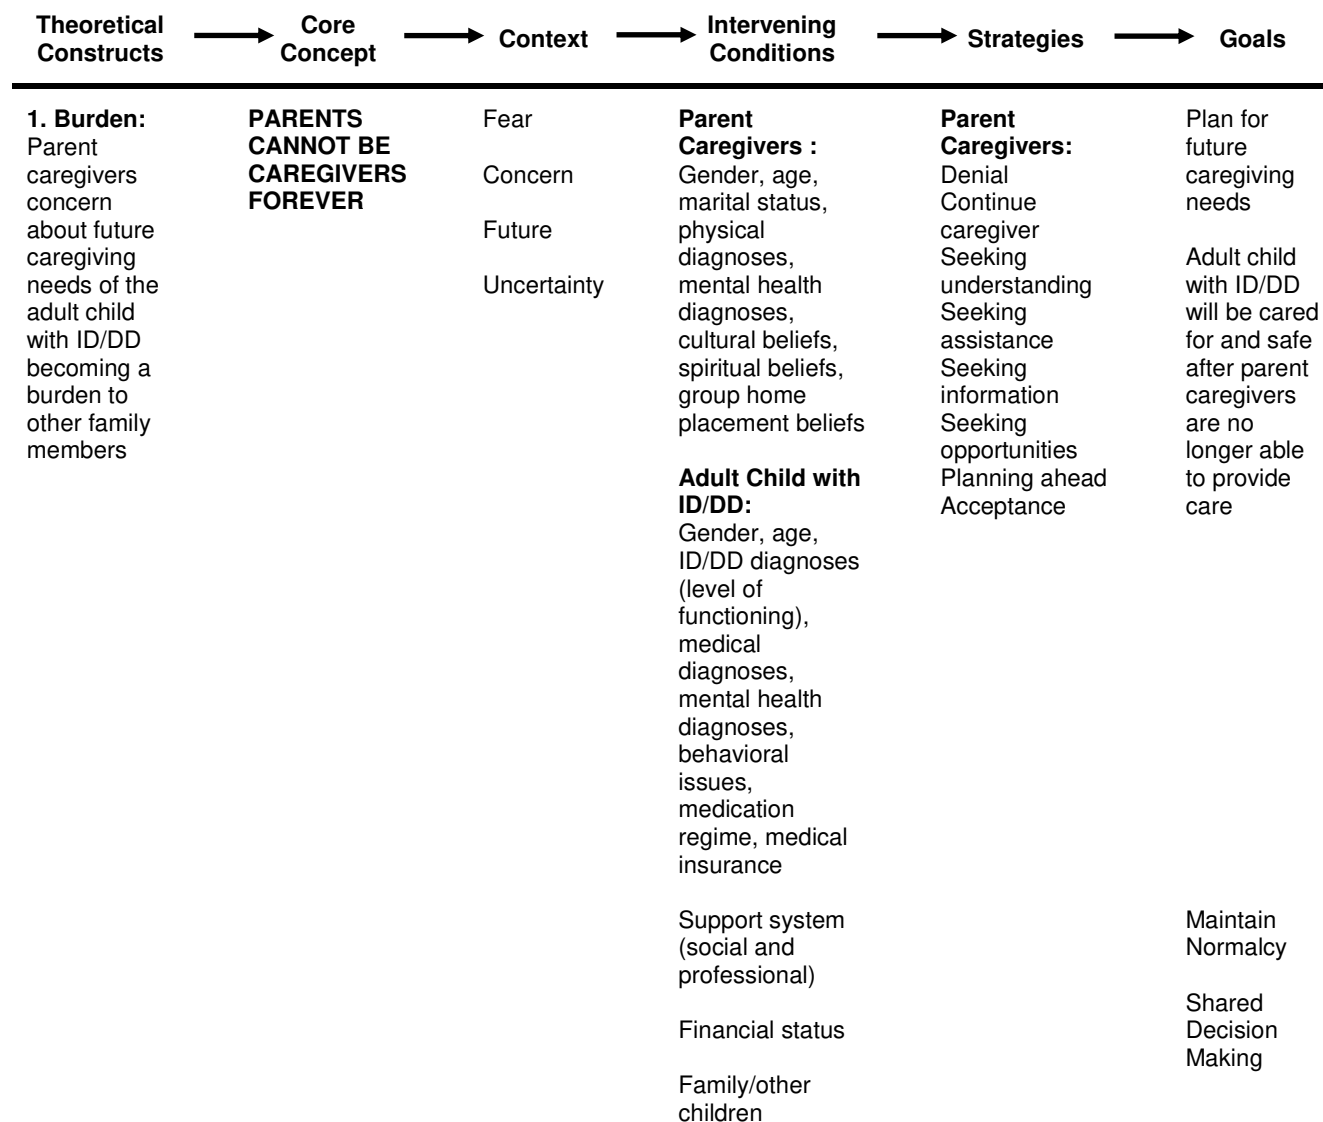 Theoretical Constructs
Core Concept
Context
Intervening Conditions
Strategies
Goals
1. Burden:
Parent
caregivers
concern
about future
caregiving
needs of the
adult child
with ID/DD
becoming a
burden to
other family
members
PARENTS
CANNOT BE
CAREGIVERS
FOREVER
Fear
Concern
Future
Uncertainty
Parent
Caregivers :
Gender, age,
marital status,
physical
diagnoses,
mental health
diagnoses,
cultural beliefs,
spiritual beliefs,
group home
placement beliefs
Adult Child with
ID/DD:
Gender, age,
ID/DD diagnoses
(level of
functioning),
medical
diagnoses,
mental health
diagnoses,
behavioral
issues,
medication
regime, medical
insurance
Support system
(social and
professional)
Financial status
Family/other
children
Parent
Caregivers:
Denial
Continue
caregiver
Seeking
understanding
Seeking
assistance
Seeking
information
Seeking
opportunities
Planning ahead
Acceptance
Plan for
future
caregiving
needs
Adult child
with ID/DD
will be cared
for and safe
after parent
caregivers
are no
longer able
to provide
care
Maintain
Normalcy
Shared
Decision
Making